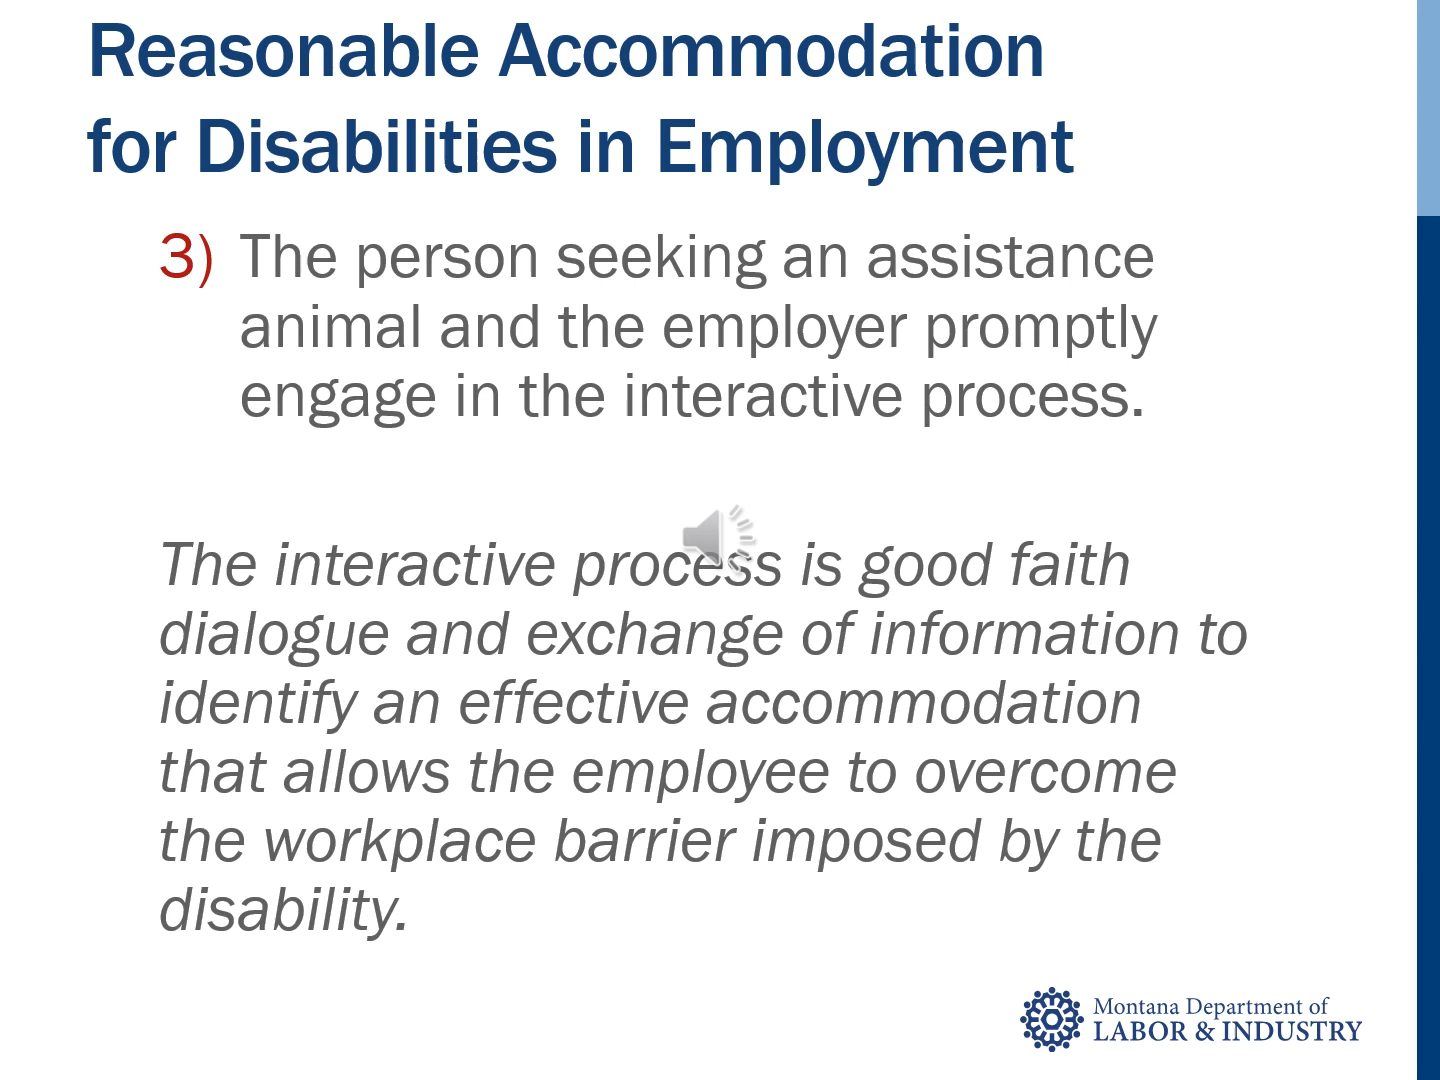 Reasonable Accommodation
for Disabilities in Employment
3) The person seeking an assistance
animal and the employer promptly
engage in the interactive process.
The interactive process is good faith
dialogue and exchange of information to
identify an effective accommodation
that allows the employee to overcome
the workplace barrier imposed by the
disability.
Montana Department of
LABOR & INDUSTRY